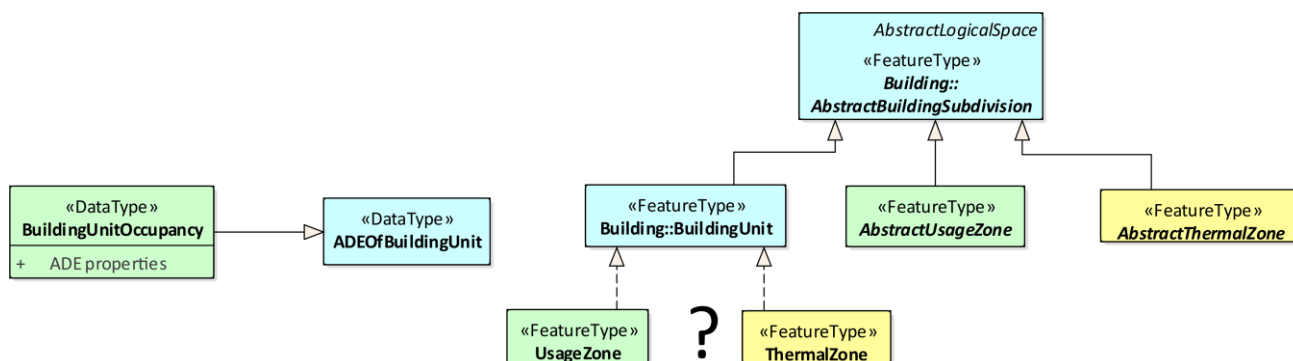 AbstractLogicalSpace
«FeatureType»
Building::
AbstractBuildingSubdivision
«DataType»
BuildingUnitOccupancy
+ ADE properties
«DataType»
ADEOfBuildingUnit
«FeatureType»
Building::BuildingUnit
«FeatureType»
AbstractUsageZone
«FeatureType»
AbstractThermalZone
«FeatureType»
UsageZone
?
«FeatureType»
ThermalZone